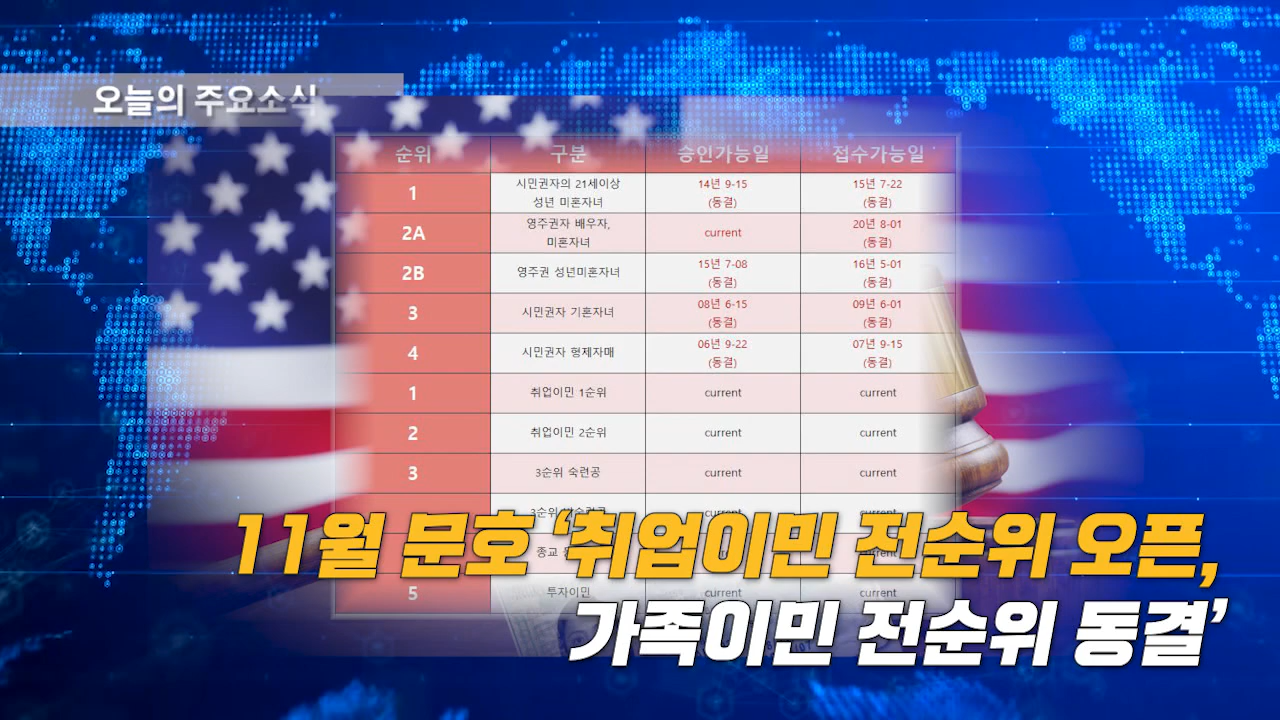 오늘의 주요소식
순위 구분 승인가능일 접수가능일
1 시민권자의 21세이상 성년 미혼자녀 14년 9-15 (동결) 15년 7-22 (동결)
2A 영주권자 배우자, 미혼자녀 current 20년 8-01 (동결)
2B 영주권 성년미혼자녀 15년 7-08 (동결) 16년 5-01 (동결)
3 시민권자 기혼자녀 08년 6-15 (동결) 09년 6-01 (동결)
4 시민권자 형제자매 06년 9-22 (동결) 07년 9-15 (동결)
1 취업이민 1순위 current current
2 취업이민 2순위 current current
3 3순위 숙련공 current current
3순위 current
종교 current
5 투자이민 current current
11월 문호 ‘취업이민 전순위 오픈,
가족이민 전순위 동결’